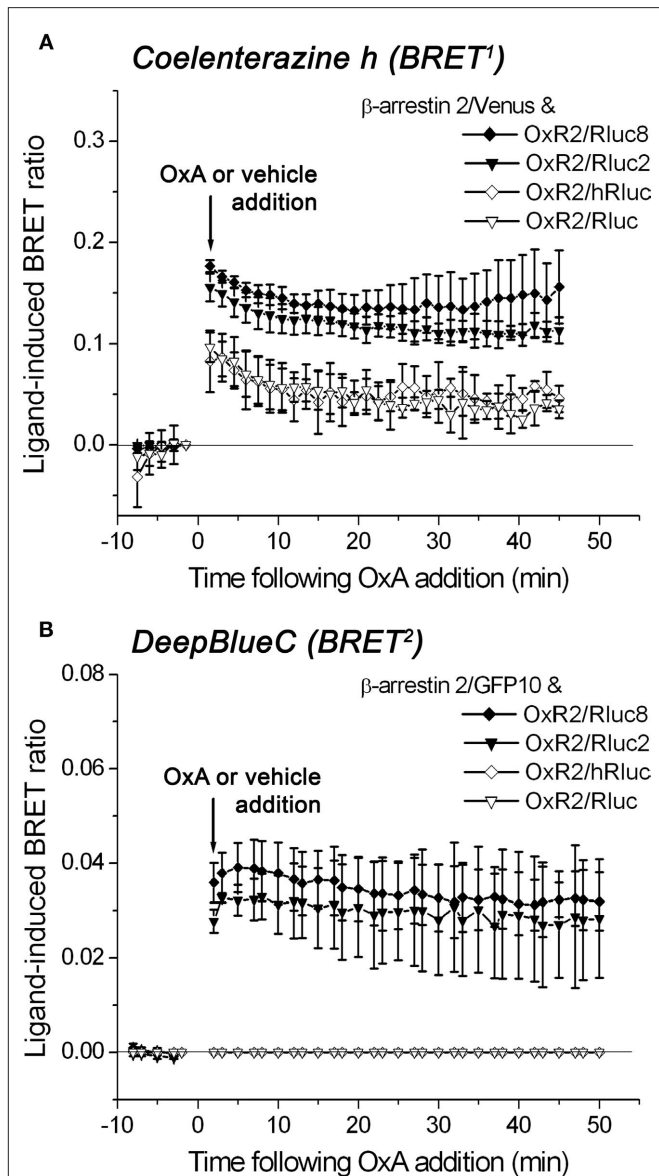 A
Coelenterazine h (BRET¹)
β-arrestin 2/Venus &
OxR2/Rluc8
OxR2/Rluc2
OxR2/hRluc
OxR2/Rluc
OxA or vehicle
addition
Ligand-induced BRET ratio
0.3
0.2
0.1
0.0
-10 0 10 20 30 40 50
Time following OxA addition (min)
B
DeepBlueC (BRET²)
β-arrestin 2/GFP10 &
OxR2/Rluc8
OxR2/Rluc2
OxR2/hRluc
OxR2/Rluc
OxA or vehicle
addition
Ligand-induced BRET ratio
0.08
0.06
0.04
0.02
0.00
-10 0 10 20 30 40 50
Time following OxA addition (min)